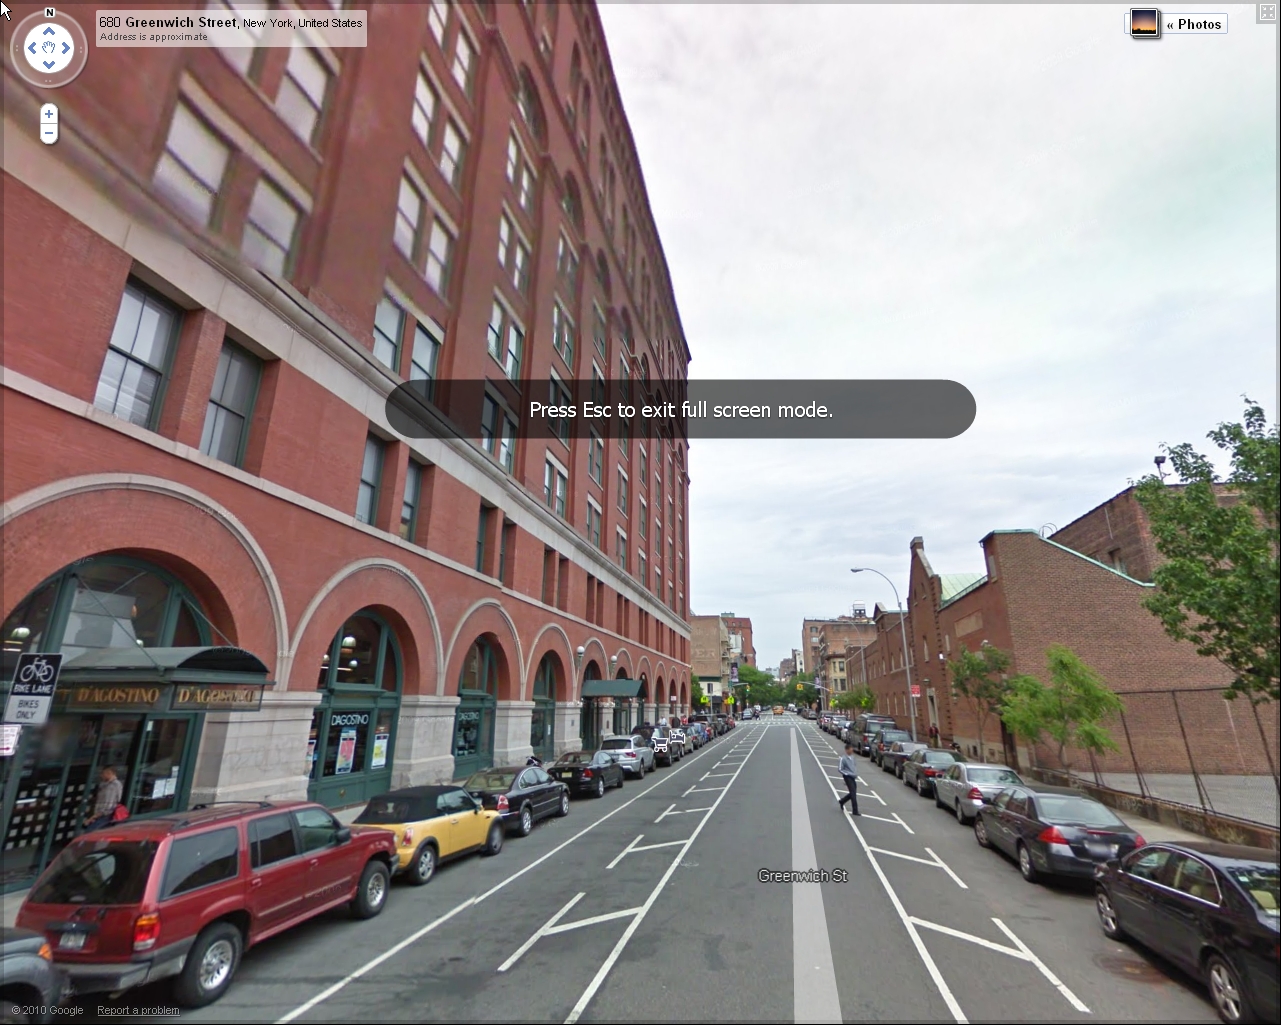 N
680 Greenwich Street, New York, United States
Address is approximate
« Photos
Press Esc to exit full screen mode.
BIKE LANE
BIKES
ONLY
D'AGOSTINO
D'AGOSTINO
D'AGOSTINO
Greenwich St
© 2010 Google
Report a problem